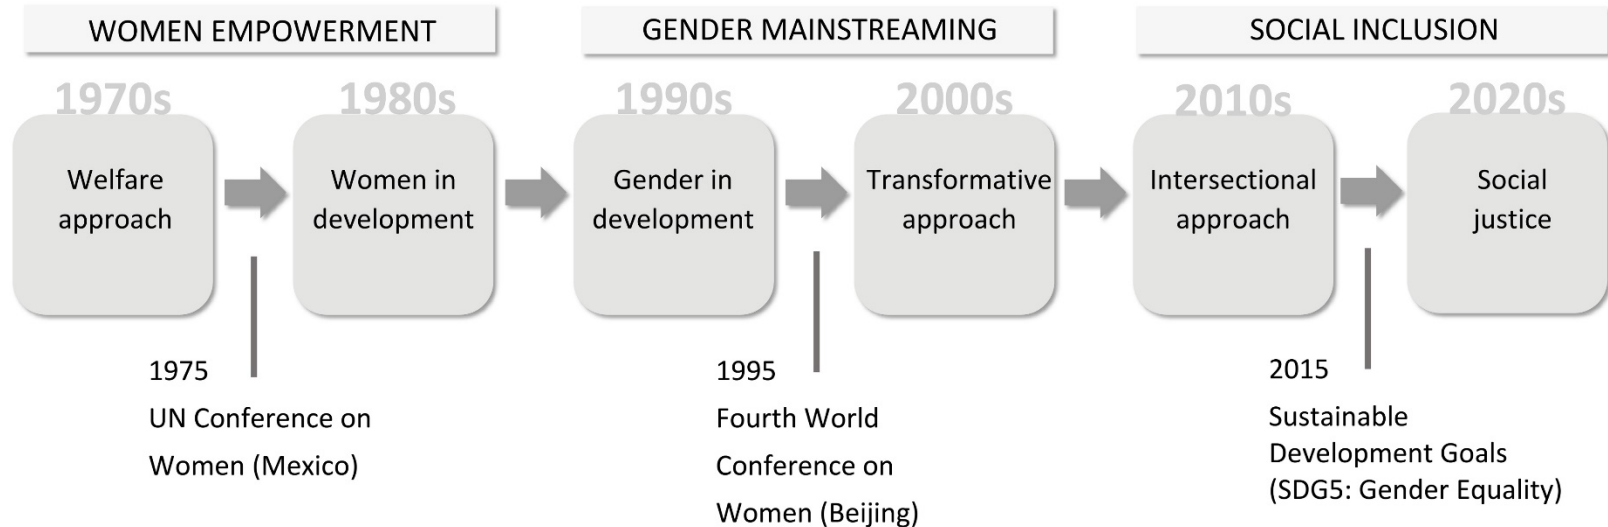 WOMEN EMPOWERMENT
GENDER MAINSTREAMING
SOCIAL INCLUSION
1970s
1980s
1990s
2000s
2010s
2020s
Welfare
approach
Women in
development
Gender in
development
Transformative
approach
Intersectional
approach
Social
justice
1975
UN Conference on
Women (Mexico)
1995
Fourth World
Conference on
Women (Beijing)
2015
Sustainable
Development Goals
(SDG5: Gender Equality)